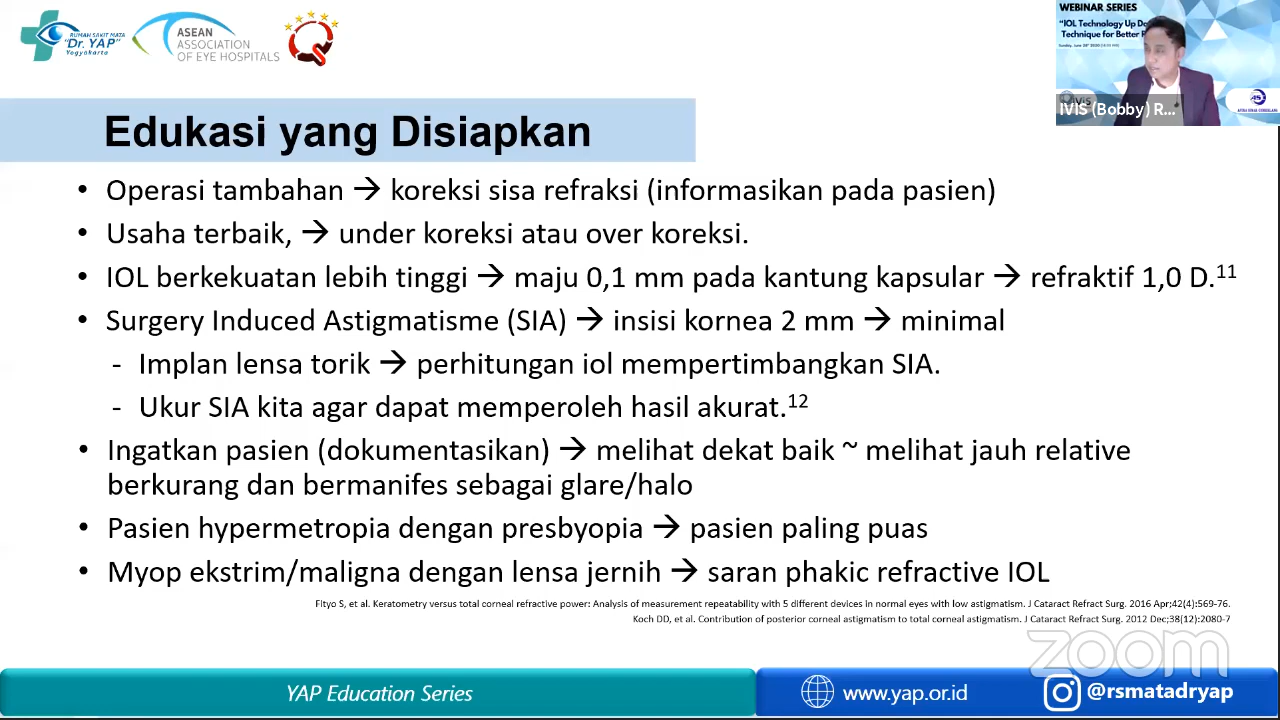 RUMAH SAKIT MATA
"Dr. YAP"
Yogyakarta
ASEAN
ASSOCIATION
OF EYE HOSPITALS
WEBINAR SERIES
"IOL Technology Up Da
Technique for Better R
IVIS (Bobby) R...
Edukasi yang Disiapkan
• Operasi tambahan → koreksi sisa refraksi (informasikan pada pasien)
• Usaha terbaik, → under koreksi atau over koreksi.
• IOL berkekuatan lebih tinggi → maju 0,1 mm pada kantung kapsular → refraktif 1,0 D.11
• Surgery Induced Astigmatisme (SIA) → insisi kornea 2 mm → minimal
- Implan lensa torik → perhitungan iol mempertimbangkan SIA.
- Ukur SIA kita agar dapat memperoleh hasil akurat.12
• Ingatkan pasien (dokumentasikan) → melihat dekat baik ~ melihat jauh relative
berkurang dan bermanifes sebagai glare/halo
• Pasien hypermetropia dengan presbyopia → pasien paling puas
• Myop ekstrim/maligna dengan lensa jernih → saran phakic refractive IOL
Fityo S, et al. Keratometry versus total corneal refractive power: Analysis of measurement repeatability with 5 different devices in normal eyes with low astigmatism. J Cataract Refract Surg. 2016 Apr;42(4):569-76.
Koch DD, et al. Contribution of posterior corneal astigmatism to total corneal astigmatism. J Cataract Refract Surg. 2012 Dec;38(12):2080-7
zoom
YAP Education Series
www.yap.or.id
@rsmatadryap